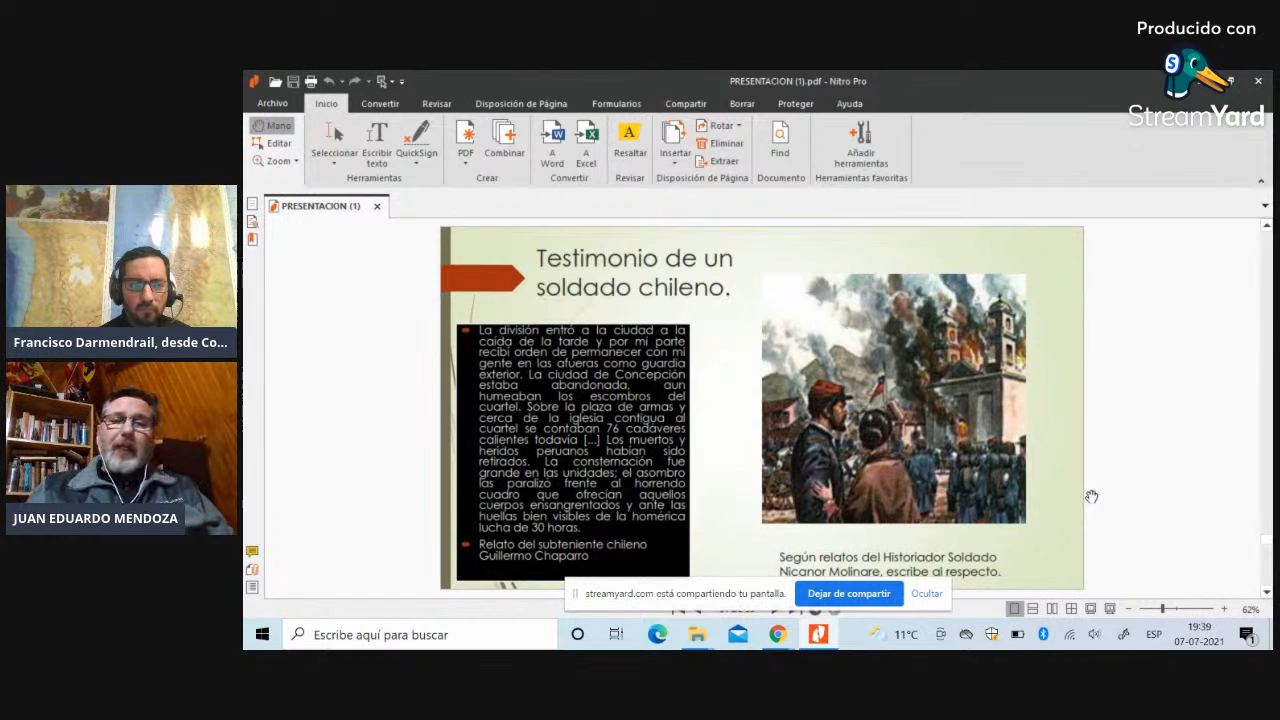 Producido con
StreamYard
PRESENTACION (1).pdf - Nitro Pro
Archivo Inicio Convertir Revisar Disposición de Página Formularios Compartir Borrar Proteger Ayuda
Mano
Editar
Zoom
Seleccionar
Escribir texto
QuickSign
Herramientas
PDF
Combinar
Crear
A Word
A Excel
Convertir
Resaltar
Revisar
Insertar
Rotar
Eliminar
Extraer
Disposición de Página
Find
Documento
Añadir herramientas
Herramientas favoritas
PRESENTACION (1)
Testimonio de un
soldado chileno.
La división entró a la ciudad a la
caída de la tarde y por mi parte
recibí orden de permanecer con mi
gente en las afueras como guardia
exterior. La ciudad de Concepción
estaba abandonada, aun
humeaban los escombros del
cuartel. Sobre la plaza de armas y
cerca de la iglesia contigua al
cuartel se contaban 76 cadáveres
calientes todavía [...] Los muertos y
heridos peruanos habían sido
retirados. La consternación fue
grande en las unidades; el asombro
las paralizó frente al horrendo
cuadro que ofrecían aquellos
cuerpos ensangrentados y ante las
huellas bien visibles de la homérica
lucha de 30 horas.
Relato del subteniente chileno
Guillermo Chaparro
Según relatos del Historiador Soldado
Nicanor Molinare, escribe al respecto.
Francisco Darmendrail, desde Co...
JUAN EDUARDO MENDOZA
streamyard.com está compartiendo tu pantalla.
Dejar de compartir
Ocultar
62%
Escribe aquí para buscar
11°C
ESP
19:39
07-07-2021
1